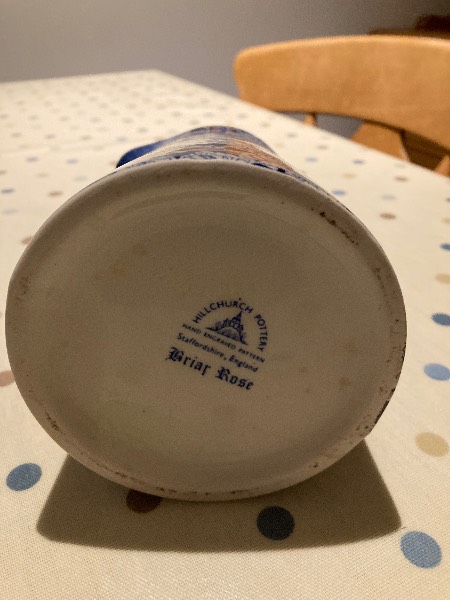 HILLCHURCH POTTERY
HAND ENGRAVED PATTERN
Staffordshire, England
Briar Rose